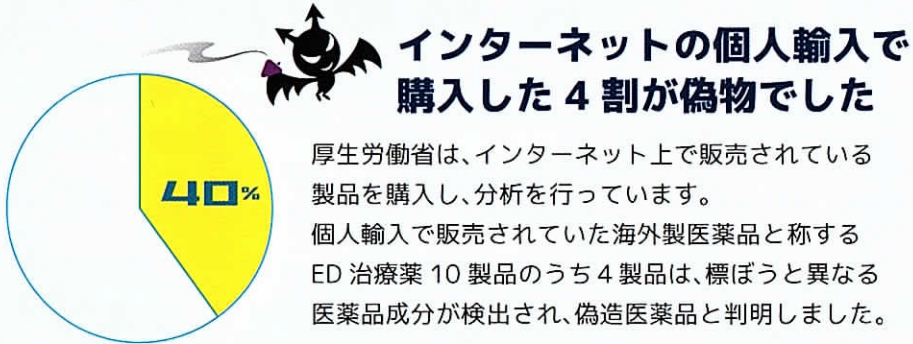 インターネットの個人輸入で
購入した4割が偽物でした
40%
厚生労働省は、インターネット上で販売されている
製品を購入し、分析を行っています。
個人輸入で販売されていた海外製医薬品と称する
ED 治療薬 10 製品のうち4製品は、標ぼうと異なる
医薬品成分が検出され、偽造医薬品と判明しました。